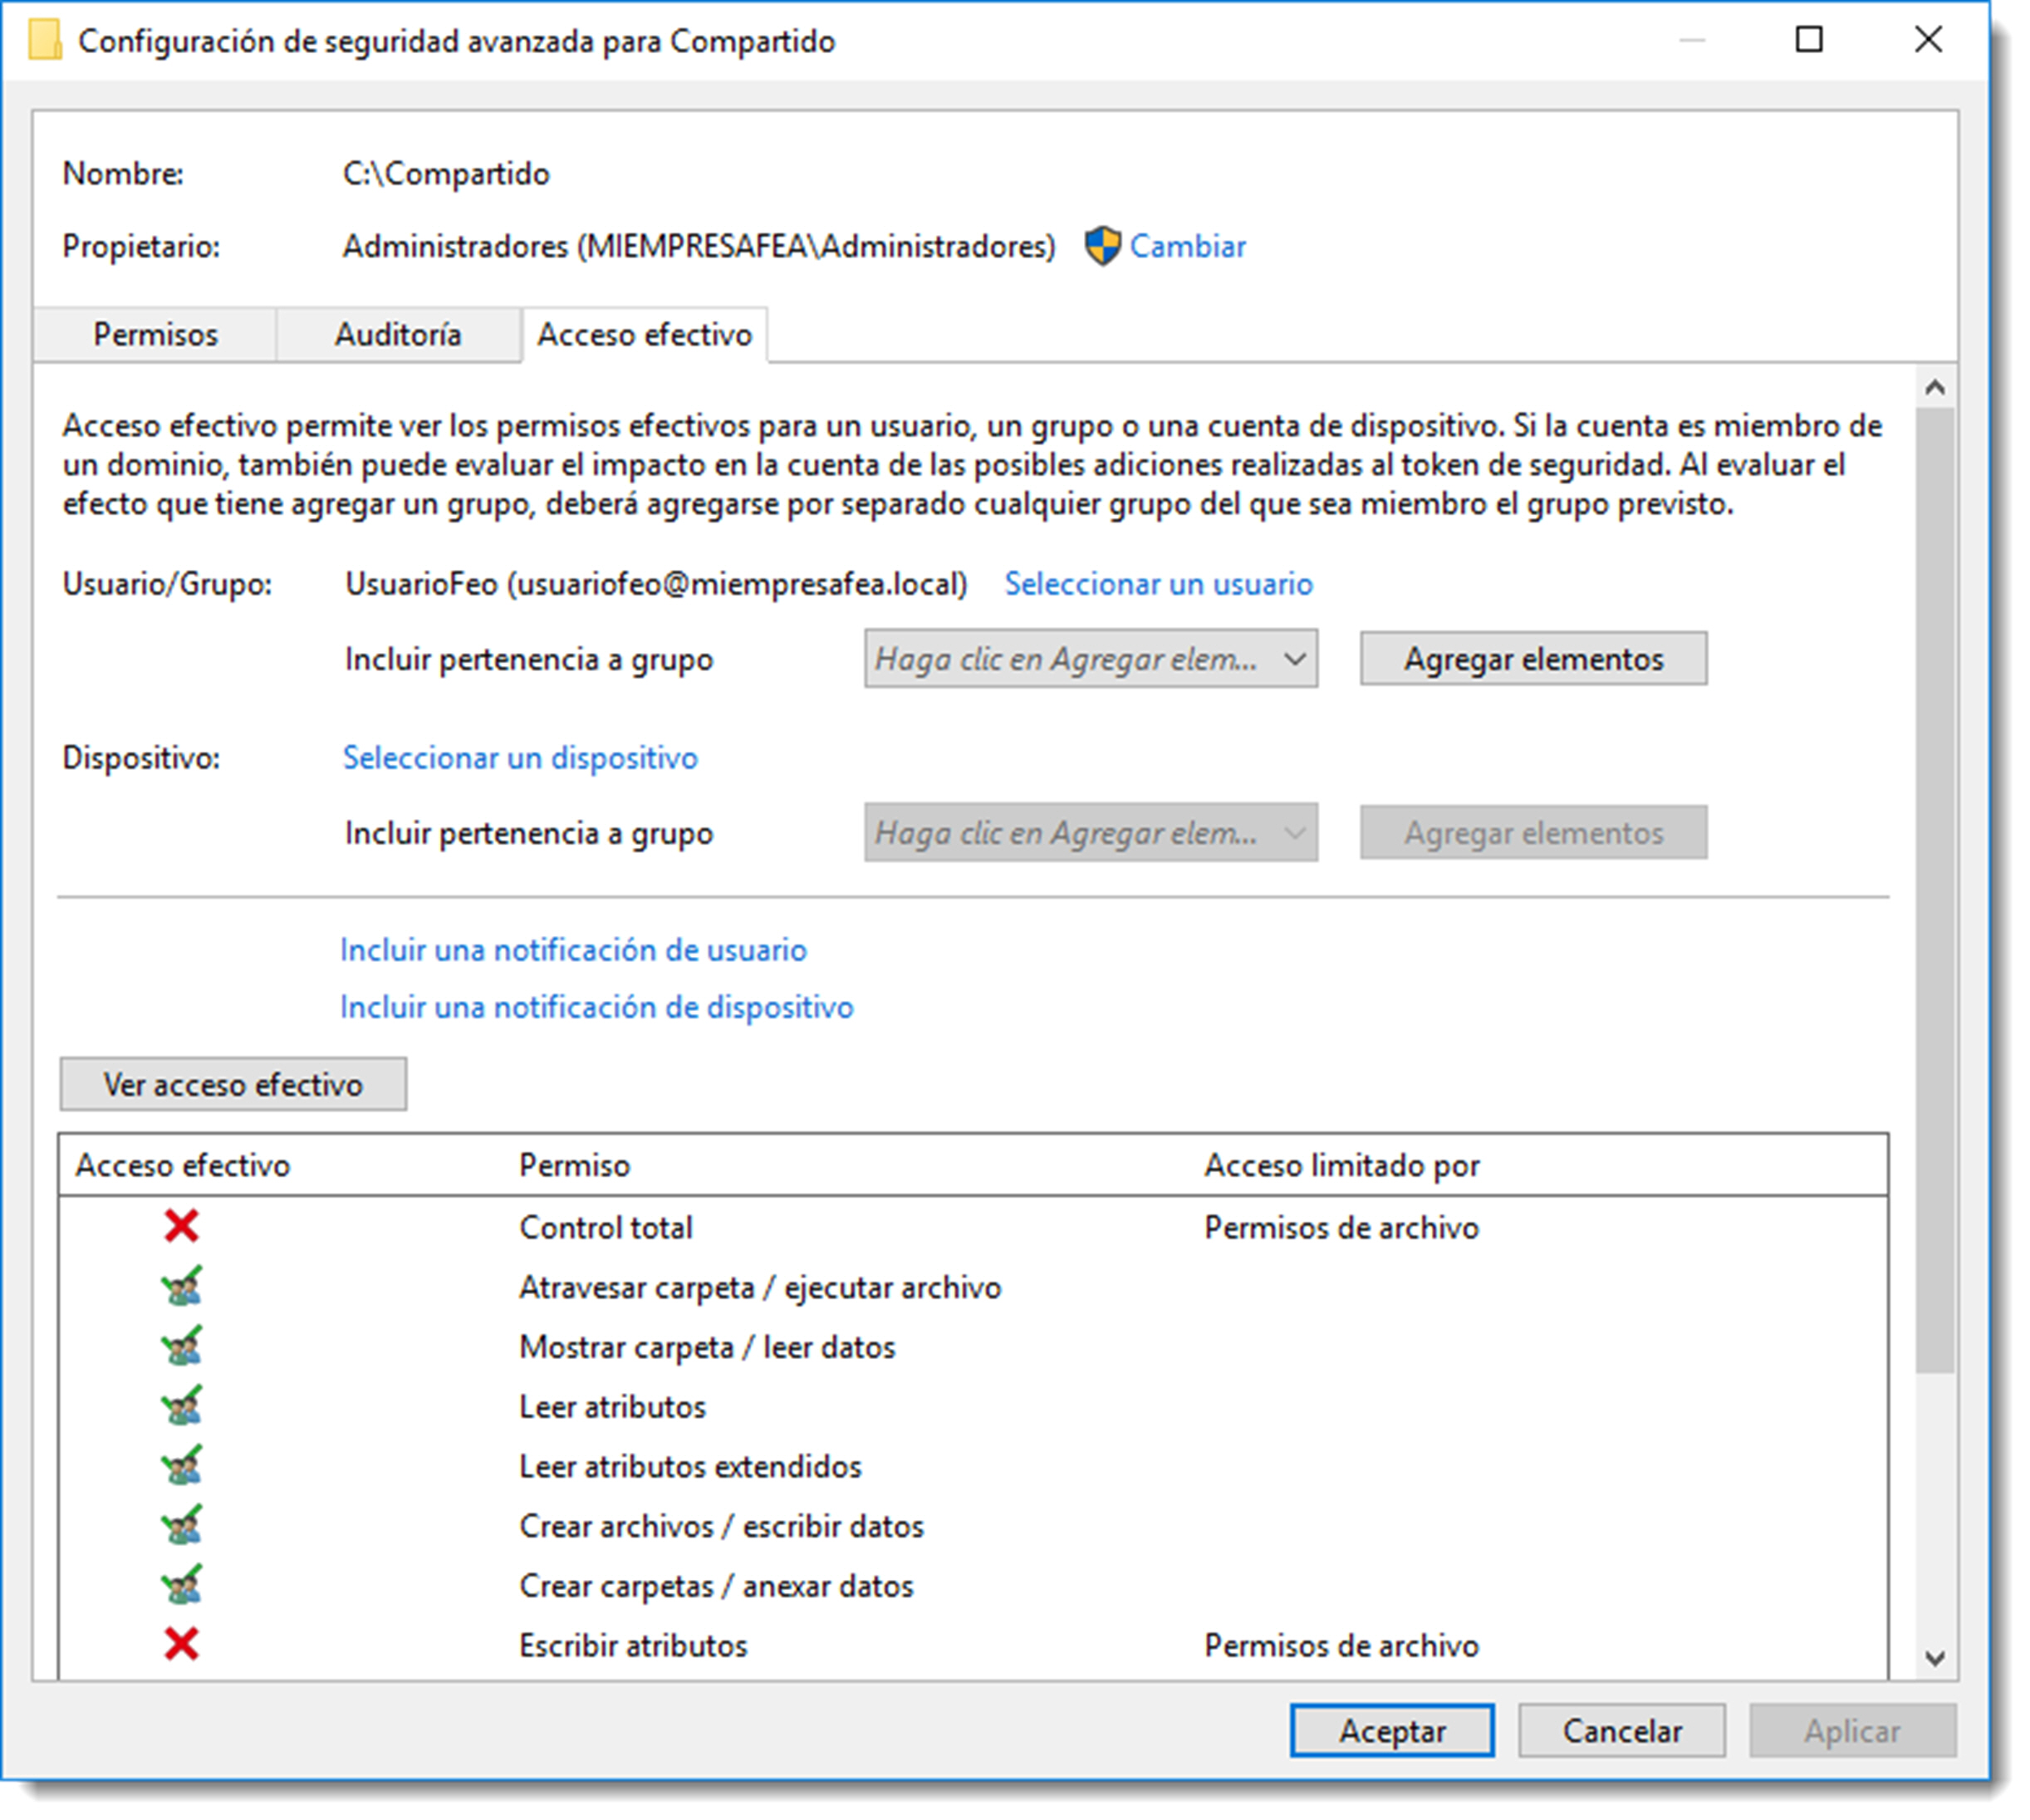 Configuración de seguridad avanzada para Compartido
Nombre: C:\Compartido
Propietario: Administradores (MIEMPRESAFEA\Administradores) Cambiar
Permisos Auditoría Acceso efectivo
Acceso efectivo permite ver los permisos efectivos para un usuario, un grupo o una cuenta de dispositivo. Si la cuenta es miembro de
un dominio, también puede evaluar el impacto en la cuenta de las posibles adiciones realizadas al token de seguridad. Al evaluar el
efecto que tiene agregar un grupo, deberá agregarse por separado cualquier grupo del que sea miembro el grupo previsto.
Usuario/Grupo: UsuarioFeo (usuariofeo@miempresafea.local) Seleccionar un usuario
Incluir pertenencia a grupo Haga clic en Agregar elem... Agregar elementos
Dispositivo: Seleccionar un dispositivo
Incluir pertenencia a grupo Haga clic en Agregar elem... Agregar elementos
Incluir una notificación de usuario
Incluir una notificación de dispositivo
Ver acceso efectivo
Acceso efectivo Permiso Acceso limitado por
Control total Permisos de archivo
Atravesar carpeta / ejecutar archivo
Mostrar carpeta / leer datos
Leer atributos
Leer atributos extendidos
Crear archivos / escribir datos
Crear carpetas / anexar datos
Escribir atributos Permisos de archivo
Aceptar Cancelar Aplicar